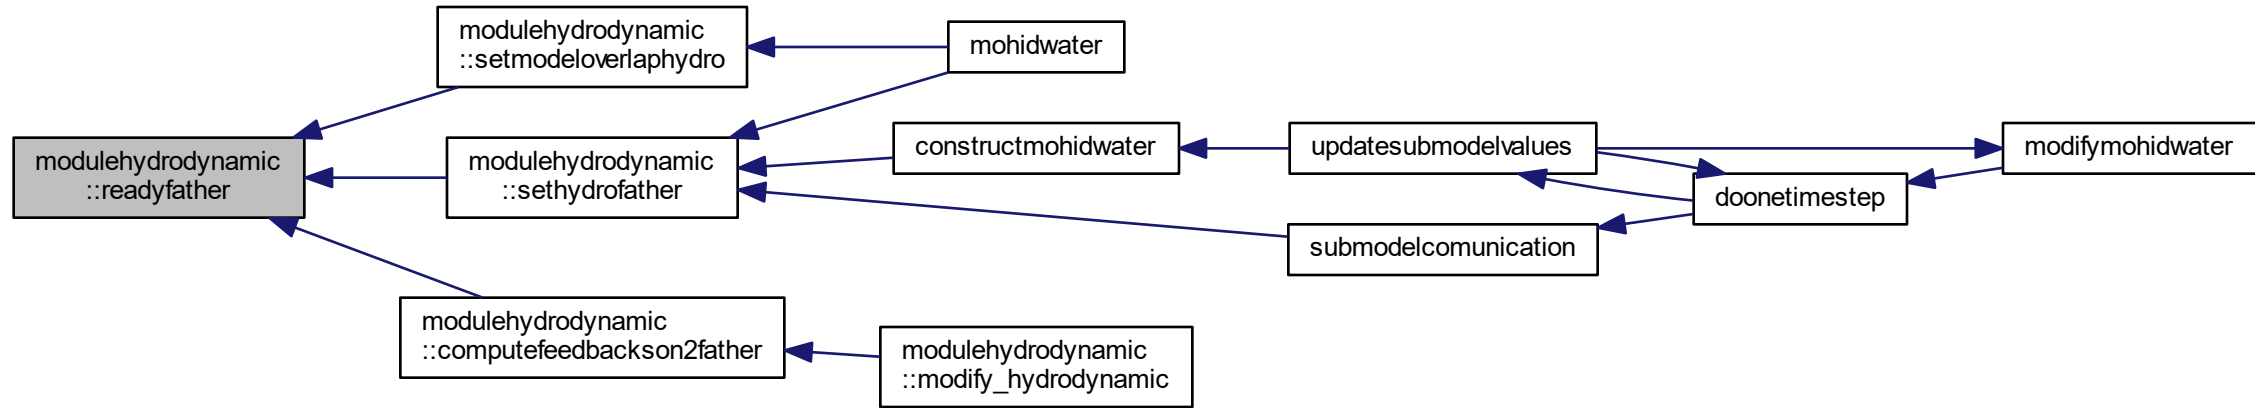 modulehydrodynamic
::readyfather
modulehydrodynamic
::setmodeloverlaphydro
modulehydrodynamic
::sethydrofather
modulehydrodynamic
::computefeedbackson2father
mohidwater
constructmohidwater
modulehydrodynamic
::modify_hydrodynamic
updatesubmodelvalues
submodelcomunication
doonetimestep
modifymohidwater